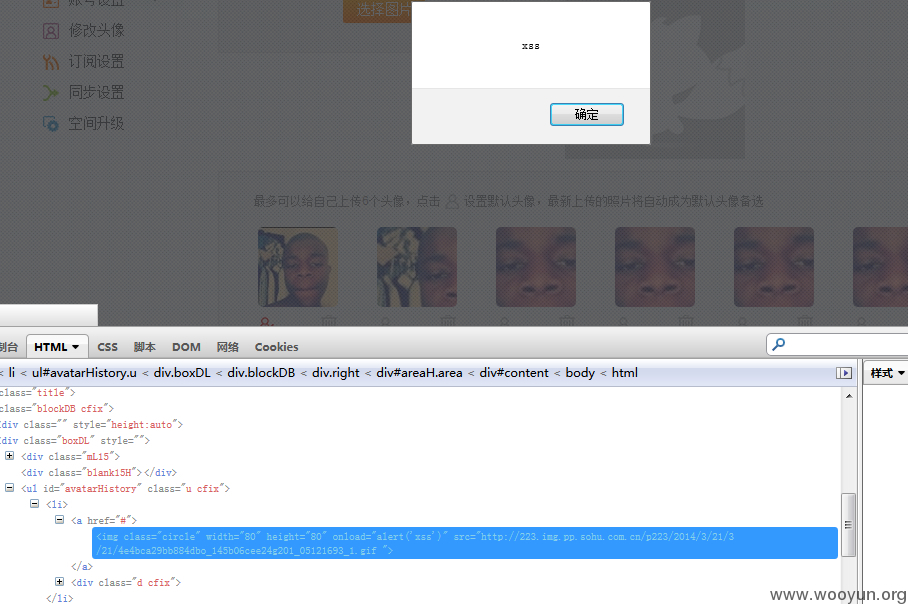 账号设置
选择图片
修改头像
订阅设置
同步设置
空间升级
xss
确定
最多可以给自己上传6个头像，点击 设置默认头像，最新上传的照片将自动成为默认头像备选
制台 HTML CSS 脚本 DOM 网络 Cookies
< li < ul#avatarHistory.u < div.boxDL < div.blockDB < div.right < div#areaH.area < div#content < body < html
样式
class="title">
class="blockDB cfix">
div class="" style="height:auto">
div class="boxDL" style="">
<div class="mL15">
<div class="blank15H"></div>
<ul id="avatarHistory" class="u cfix">
<li>
<a href="#">
<img class="circle" width="80" height="80" onload="alert('xss')" src="http://223.img.pp.sohu.com.cn/p223/2014/3/21/3
/21/4e4bca29bb884dbo_145b06cee24g201_05121693_1.gif ">
</a>
<div class="d cfix">
</li>
www.wooyun.org